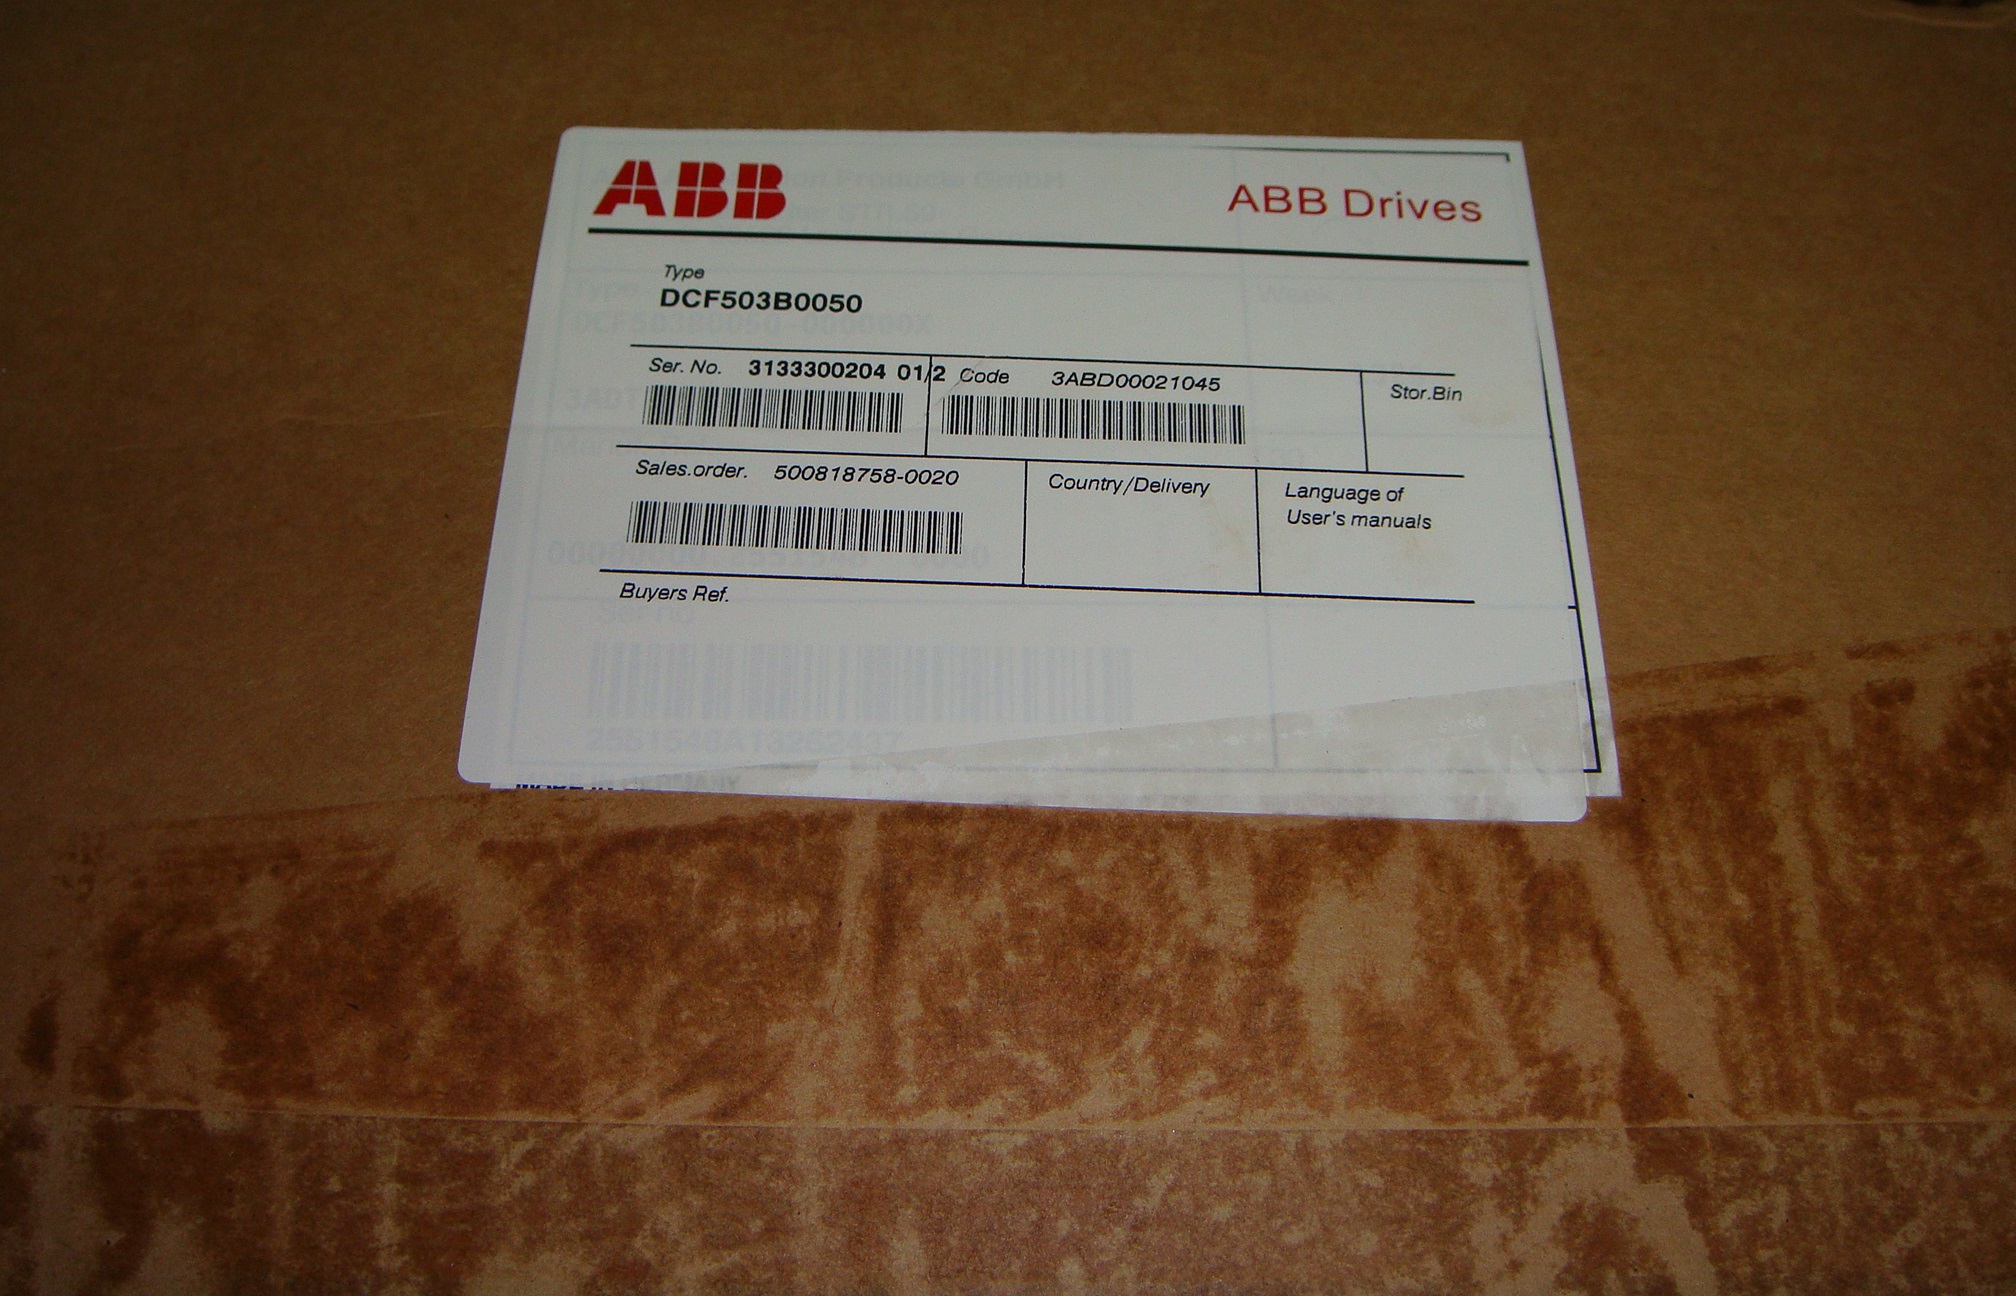 ABB
ABB Drives
Type
DCF503B0050
Ser. No. 3133300204 01/2 Code 3ABD00021045
Stor.Bin
Sales.order. 500818758-0020
Country/Delivery
Language of
User's manuals
Buyers Ref.